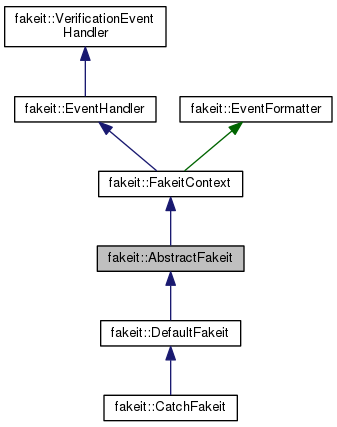 fakeit::VerificationEvent
Handler
fakeit::EventHandler
fakeit::EventFormatter
fakeit::FakeitContext
fakeit::AbstractFakeit
fakeit::DefaultFakeit
fakeit::CatchFakeit